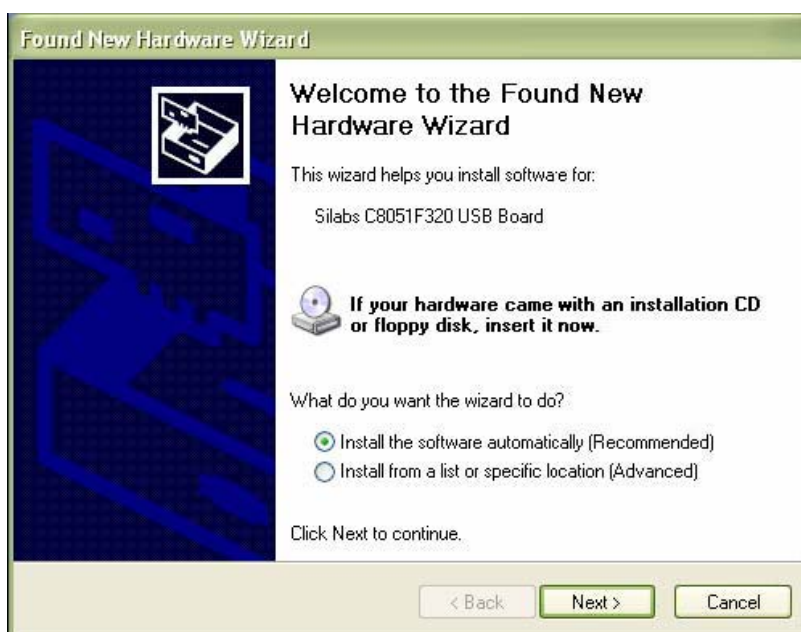 Found New Hardware Wizard
Welcome to the Found New
Hardware Wizard
This wizard helps you install software for:
Silabs C8051F320 USB Board
If your hardware came with an installation CD
or floppy disk, insert it now.
What do you want the wizard to do?
Install the software automatically (Recommended)
Install from a list or specific location (Advanced)
Click Next to continue.
< Back
Next >
Cancel